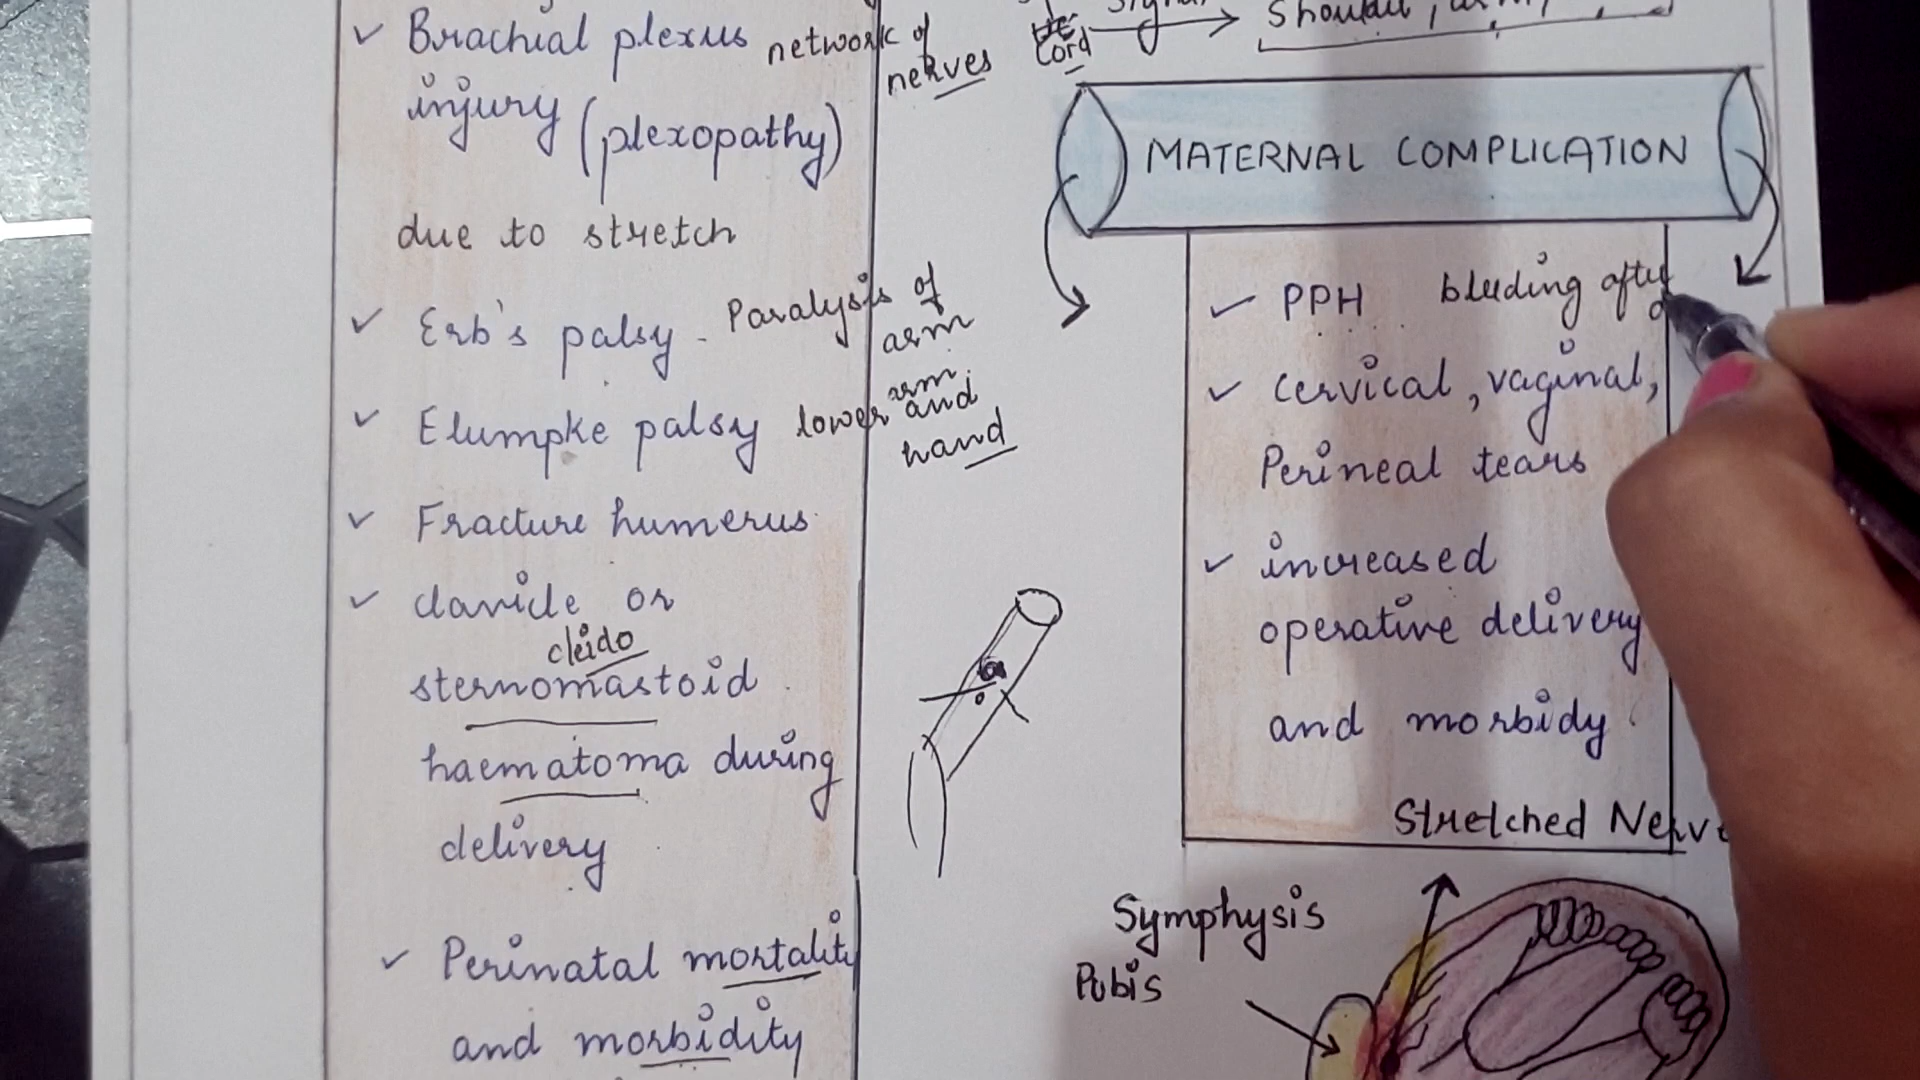 Brachial plexus network of
nerves
injury (plexopathy)
due to stretch
Erb's palsy - Paralysis of
arm
Elumpke palsy lower arm and
hand
Fracture humerus
clavicle or
cleido
sternomastoid
haematoma during
delivery
Perinatal mortality
and morbidity
Cord
MATERNAL COMPLICATION
PPH bleeding after
cervical, vaginal,
Perineal tears
increased
operative delivery
and morbidy
Stretched Nerv
Symphysis
Pubis